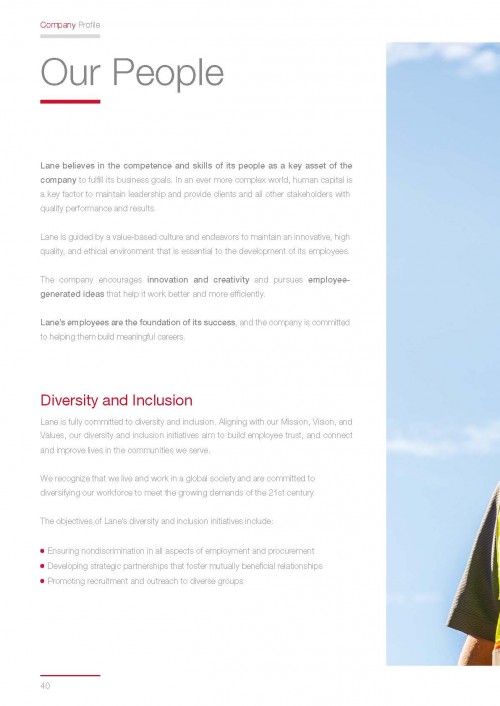 Company Profile
Our People
Lane believes in the competence and skills of its people as a key asset of the
company to fulfill its business goals. In an ever more complex world, human capital is
a key factor to maintain leadership and provide clients and all other stakeholders with
quality performance and results.
Lane is guided by a value-based culture and endeavors to maintain an innovative, high
quality, and ethical environment that is essential to the development of its employees.
The company encourages innovation and creativity and pursues employee-
generated ideas that help it work better and more efficiently.
Lane's employees are the foundation of its success, and the company is committed
to helping them build meaningful careers.
Diversity and Inclusion
Lane is fully committed to diversity and inclusion. Aligning with our Mission, Vision, and
Values, our diversity and inclusion initiatives aim to build employee trust, and connect
and improve lives in the communities we serve.
We recognize that we live and work in a global society and are committed to
diversifying our workforce to meet the growing demands of the 21st century.
The objectives of Lane's diversity and inclusion initiatives include:
• Ensuring nondiscrimination in all aspects of employment and procurement
• Developing strategic partnerships that foster mutually beneficial relationships
• Promoting recruitment and outreach to diverse groups
40